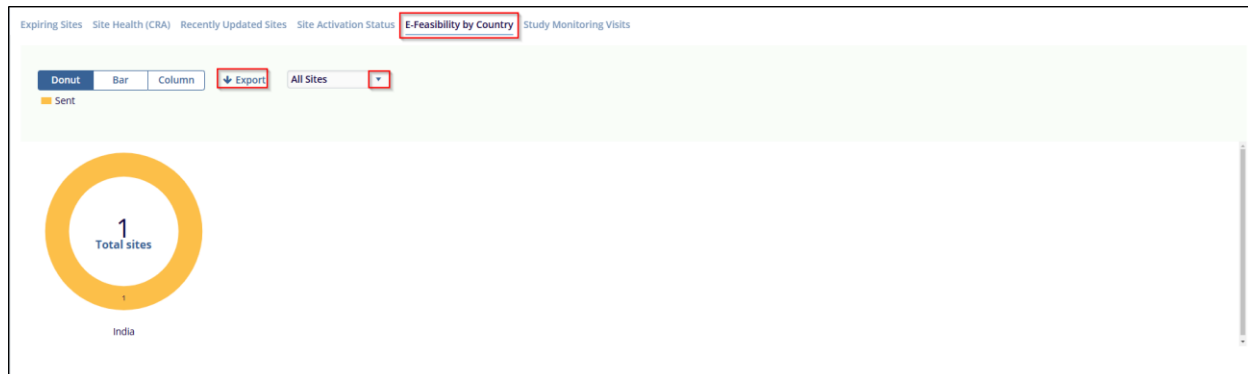 Expiring Sites Site Health (CRA) Recently Updated Sites Site Activation Status E-Feasibility by Country Study Monitoring Visits
Donut Bar Column Export All Sites
Sent
1
Total sites
1
India